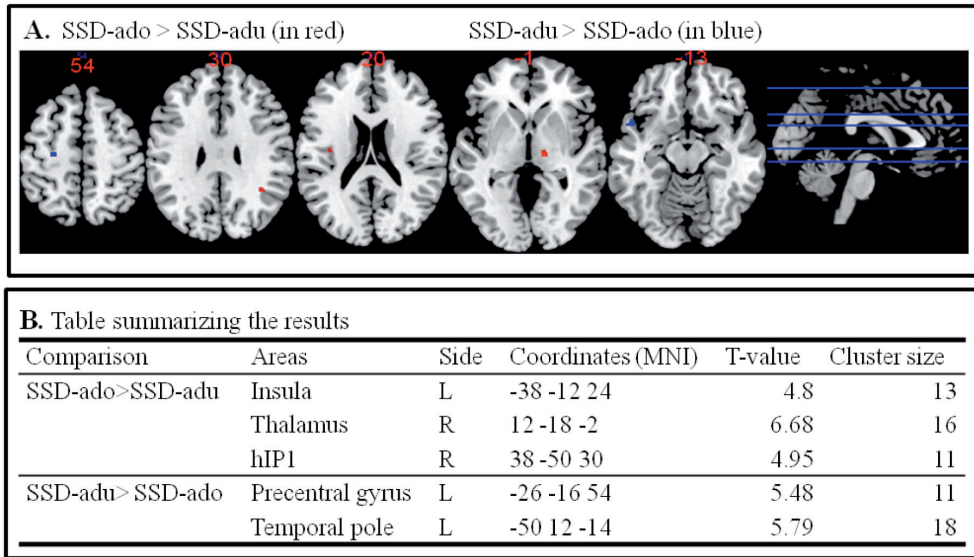 A. SSD-ado > SSD-adu (in red) SSD-adu > SSD-ado (in blue)
54 30 20 -1 -13
B. Table summarizing the results
Comparison Areas Side Coordinates (MNI) T-value Cluster size
SSD-ado>SSD-adu Insula L -38 -12 24 4.8 13
Thalamus R 12 -18 -2 6.68 16
hIP1 R 38 -50 30 4.95 11
SSD-adu> SSD-ado Precentral gyrus L -26 -16 54 5.48 11
Temporal pole L -50 12 -14 5.79 18